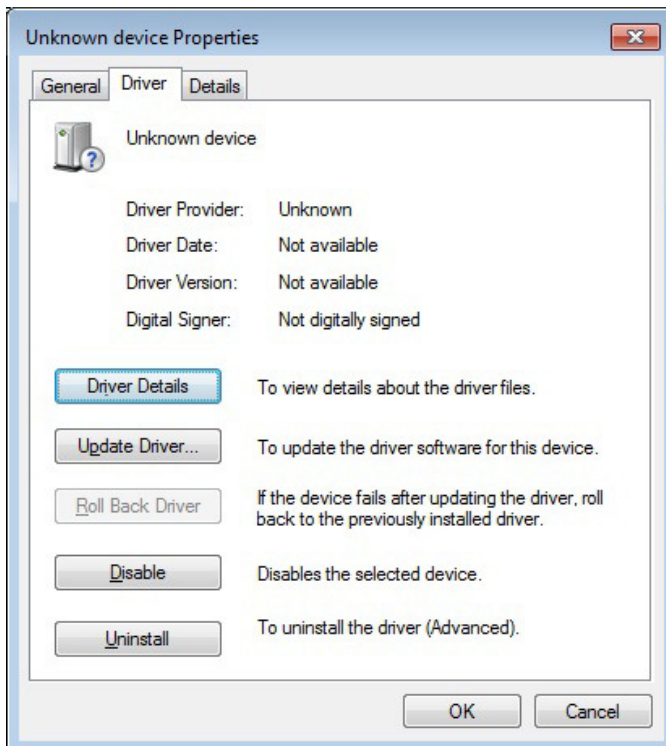 Unknown device Properties
General Driver Details
Unknown device
Driver Provider: Unknown
Driver Date: Not available
Driver Version: Not available
Digital Signer: Not digitally signed
Driver Details To view details about the driver files.
Update Driver... To update the driver software for this device.
Roll Back Driver If the device fails after updating the driver, roll
back to the previously installed driver.
Disable Disables the selected device.
Uninstall To uninstall the driver (Advanced).
OK Cancel